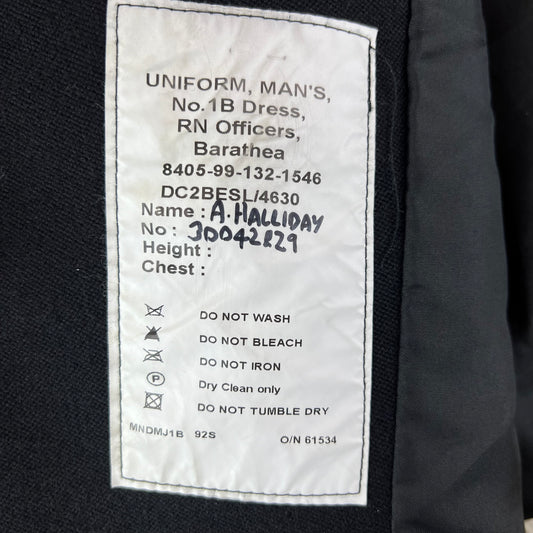 UNIFORM, MAN'S,
No.1B Dress,
RN Officers,
Barathea
8405-99-132-1546
DC2BESL/4630
Name : A.HALLIDAY
No : 30042829
Height :
Chest :
DO NOT WASH
DO NOT BLEACH
DO NOT IRON
P Dry Clean only
DO NOT TUMBLE DRY
MNDMJ1B 92S O/N 61534